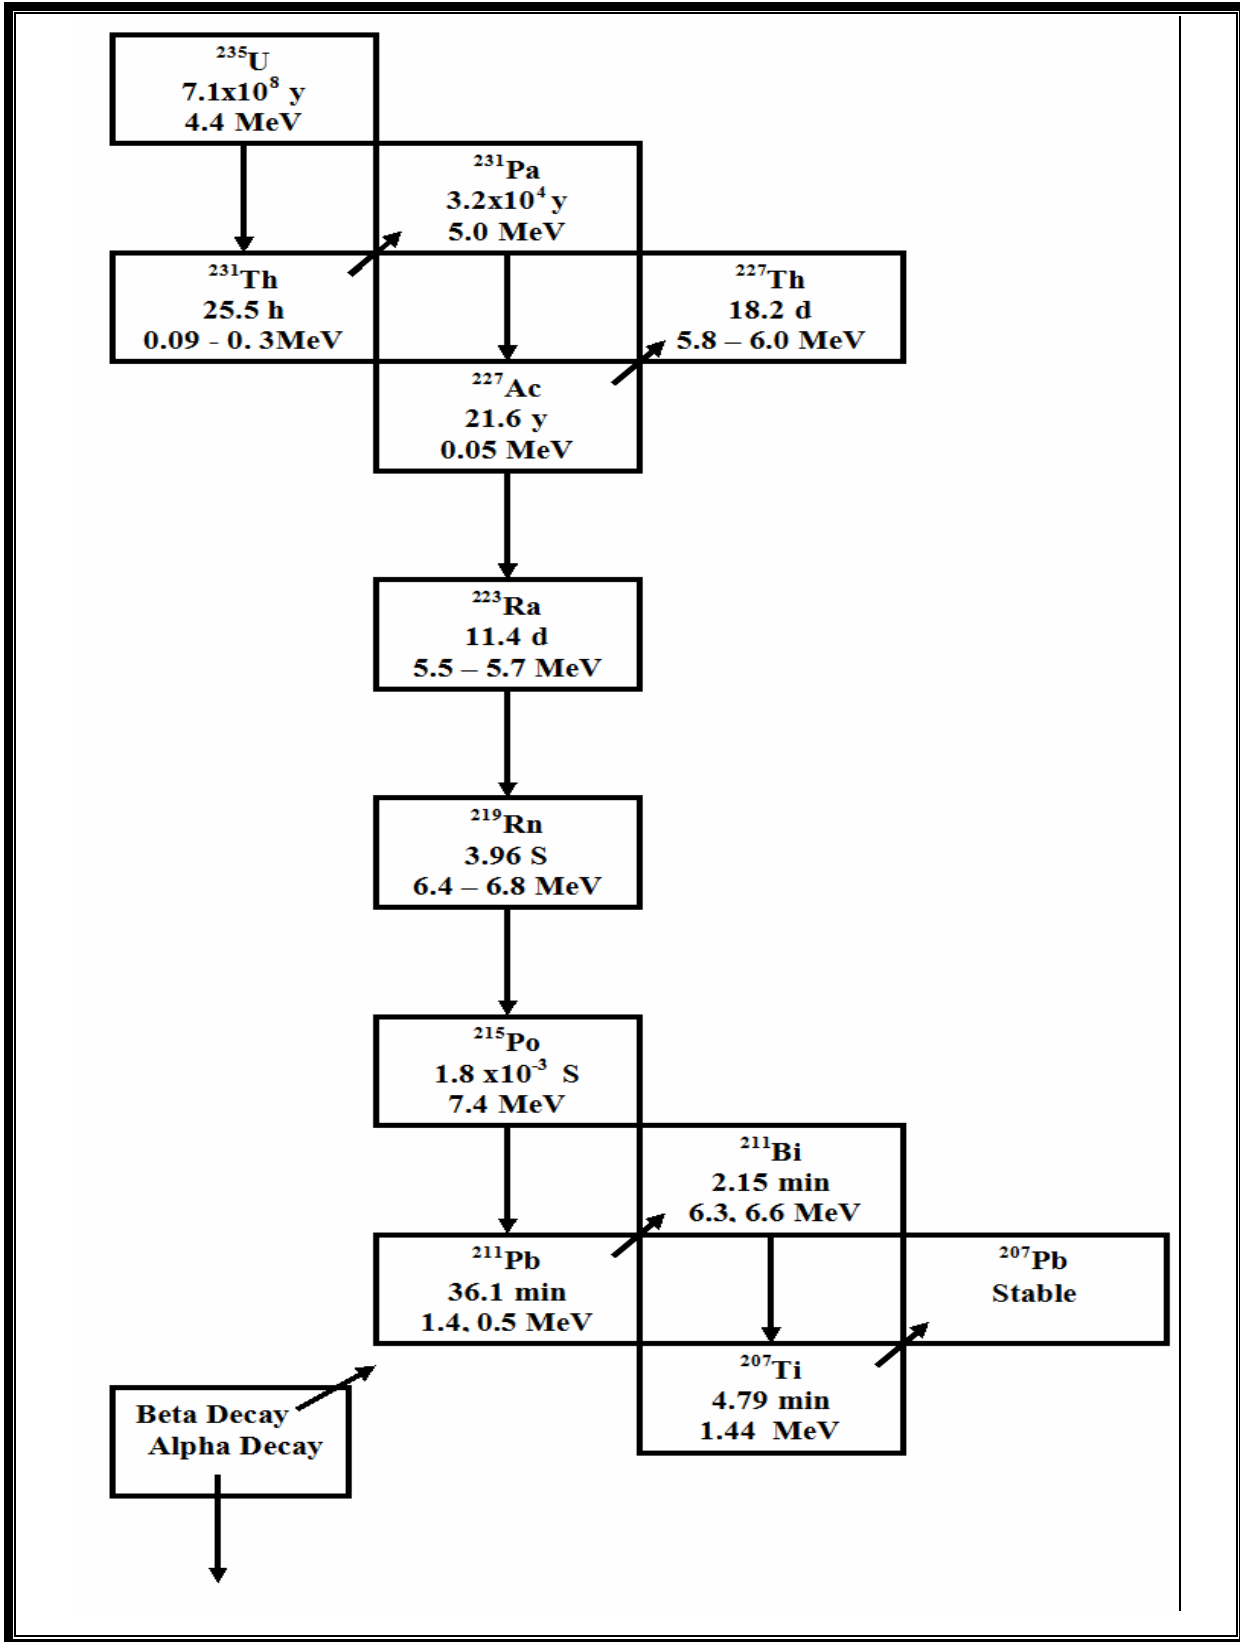 ²³⁵U
7.1x10⁸ y
4.4 MeV
²³¹Pa
3.2x10⁴ y
5.0 MeV
²³¹Th
25.5 h
0.09 - 0. 3MeV
²²⁷Th
18.2 d
5.8 – 6.0 MeV
²²⁷Ac
21.6 y
0.05 MeV
²²³Ra
11.4 d
5.5 – 5.7 MeV
²¹⁹Rn
3.96 S
6.4 – 6.8 MeV
²¹⁵Po
1.8 x10⁻³ S
7.4 MeV
²¹¹Bi
2.15 min
6.3, 6.6 MeV
²¹¹Pb
36.1 min
1.4, 0.5 MeV
²⁰⁷Pb
Stable
²⁰⁷Ti
4.79 min
1.44 MeV
Beta Decay
Alpha Decay